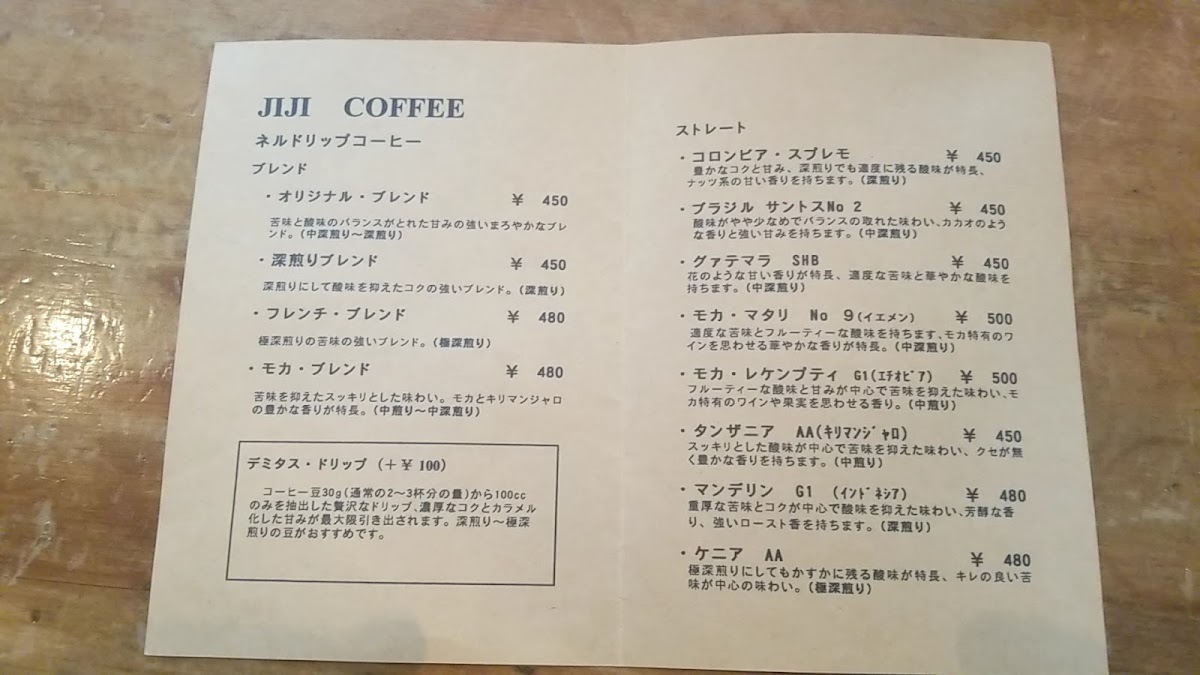 JIJI COFFEE
ネルドリップコーヒー
ブレンド
・オリジナル・ブレンド ￥ 450
苦味と酸味のバランスがとれた甘みの強いまろやかなブレ
ンド。(中深煎り～深煎り)
・深煎りブレンド ￥ 450
深煎りにして酸味を抑えたコクの強いブレンド。(深煎り)
・フレンチ・ブレンド ￥ 480
極深煎りの苦味の強いブレンド。(極深煎り)
・モカ・ブレンド ￥ 480
苦味を抑えたスッキリとした味わい。モカとキリマンジャロ
の豊かな香りが特長。(中煎り～中深煎り)
デミタス・ドリップ (＋￥100)
コーヒー豆30g(通常の2～3杯分の量)から100cc
のみを抽出した贅沢なドリップ、濃厚なコクとカラメル
化した甘みが最大限引き出されます。深煎り～極深
煎りの豆がおすすめです。
ストレート
・コロンビア・スプレモ ￥ 450
豊かなコクと甘み、深煎りでも適度に残る酸味が特長、
ナッツ系の甘い香りを持ちます。(深煎り)
・ブラジル サントスNo 2 ￥ 450
酸味がやや少なめでバランスの取れた味わい、カカオのよう
な香りと強い甘みを持ちます。(中深煎り)
・グァテマラ SHB ￥ 450
花のような甘い香りが特長、適度な苦味と華やかな酸味を
持ちます。(中深煎り)
・モカ・マタリ No 9(イエメン) ￥ 500
適度な苦味とフルーティーな酸味を持ちます、モカ特有のワ
インを思わせる華やかな香りが特長。(中深煎り)
・モカ・レケンプティ G1(ｴﾁｵﾋﾟｱ) ￥ 500
フルーティーな酸味と甘みが中心で苦味を抑えた味わい、モ
カ特有のワインや果実を思わせる香り。(中煎り)
・タンザニア AA(ｷﾘﾏﾝｼﾞｬﾛ) ￥ 450
スッキリとした酸味が中心で苦味を抑えた味わい、クセが無
く豊かな香りを持ちます。(中煎り)
・マンデリン G1 (ｲﾝﾄﾞﾈｼｱ) ￥ 480
重厚な苦味とコクが中心で酸味を抑えた味わい、芳醇な香
り、強いロースト香を持ちます。(深煎り)
・ケニア AA ￥ 480
極深煎りにしてもかすかに残る酸味が特長、キレの良い苦
味が中心の味わい。(極深煎り)